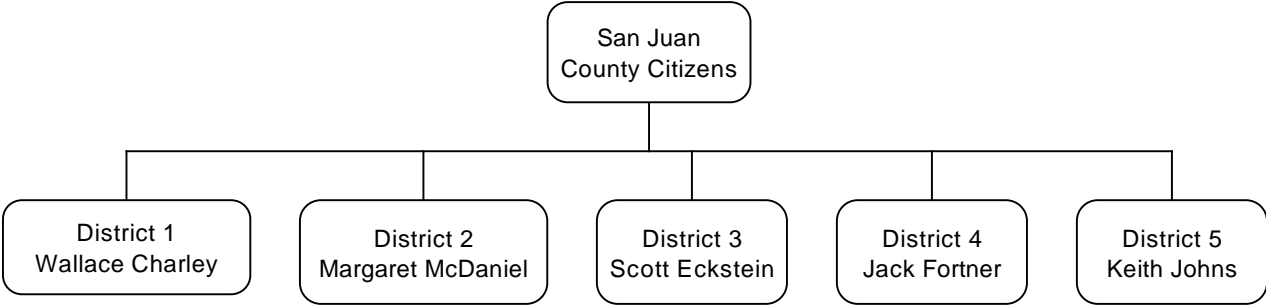 San Juan
County Citizens
District 1
Wallace Charley
District 2
Margaret McDaniel
District 3
Scott Eckstein
District 4
Jack Fortner
District 5
Keith Johns